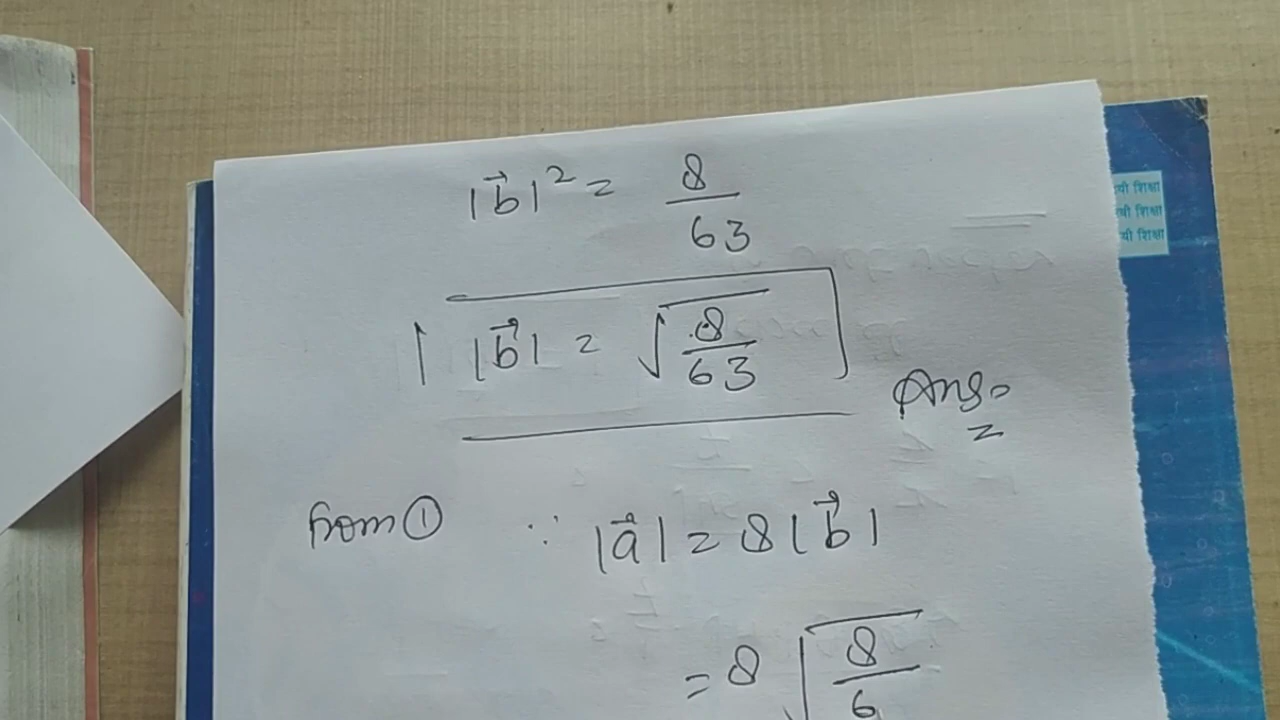 |b⃗|² = 8/63
|b⃗| = √(8/63)
Ans.
from ① ∵ |a⃗| = 8|b⃗|
= 8 √(8/6
यी शिक्षा
यी शिक्षा
यी शिक्षा